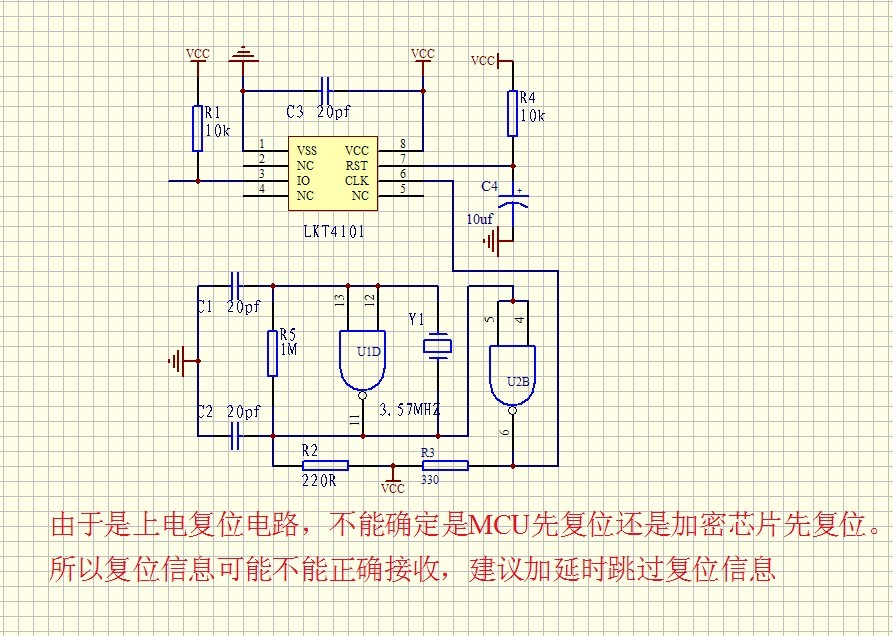 VCC
VCC
VCC
R1
10k
C3 20pf
R4
10k
1 VSS VCC 8
2 NC RST 7
3 IO CLK 6
4 NC NC 5
C4
+
10uf
LKT4101
C1 20pf
13
12
R5
1M
Y1
U1D
5
4
U2B
C2 20pf
11
3.57MHZ
6
R2
220R
R3
330
VCC
由于是上电复位电路，不能确定是MCU先复位还是加密芯片先复位。
所以复位信息可能不能正确接收，建议加延时跳过复位信息